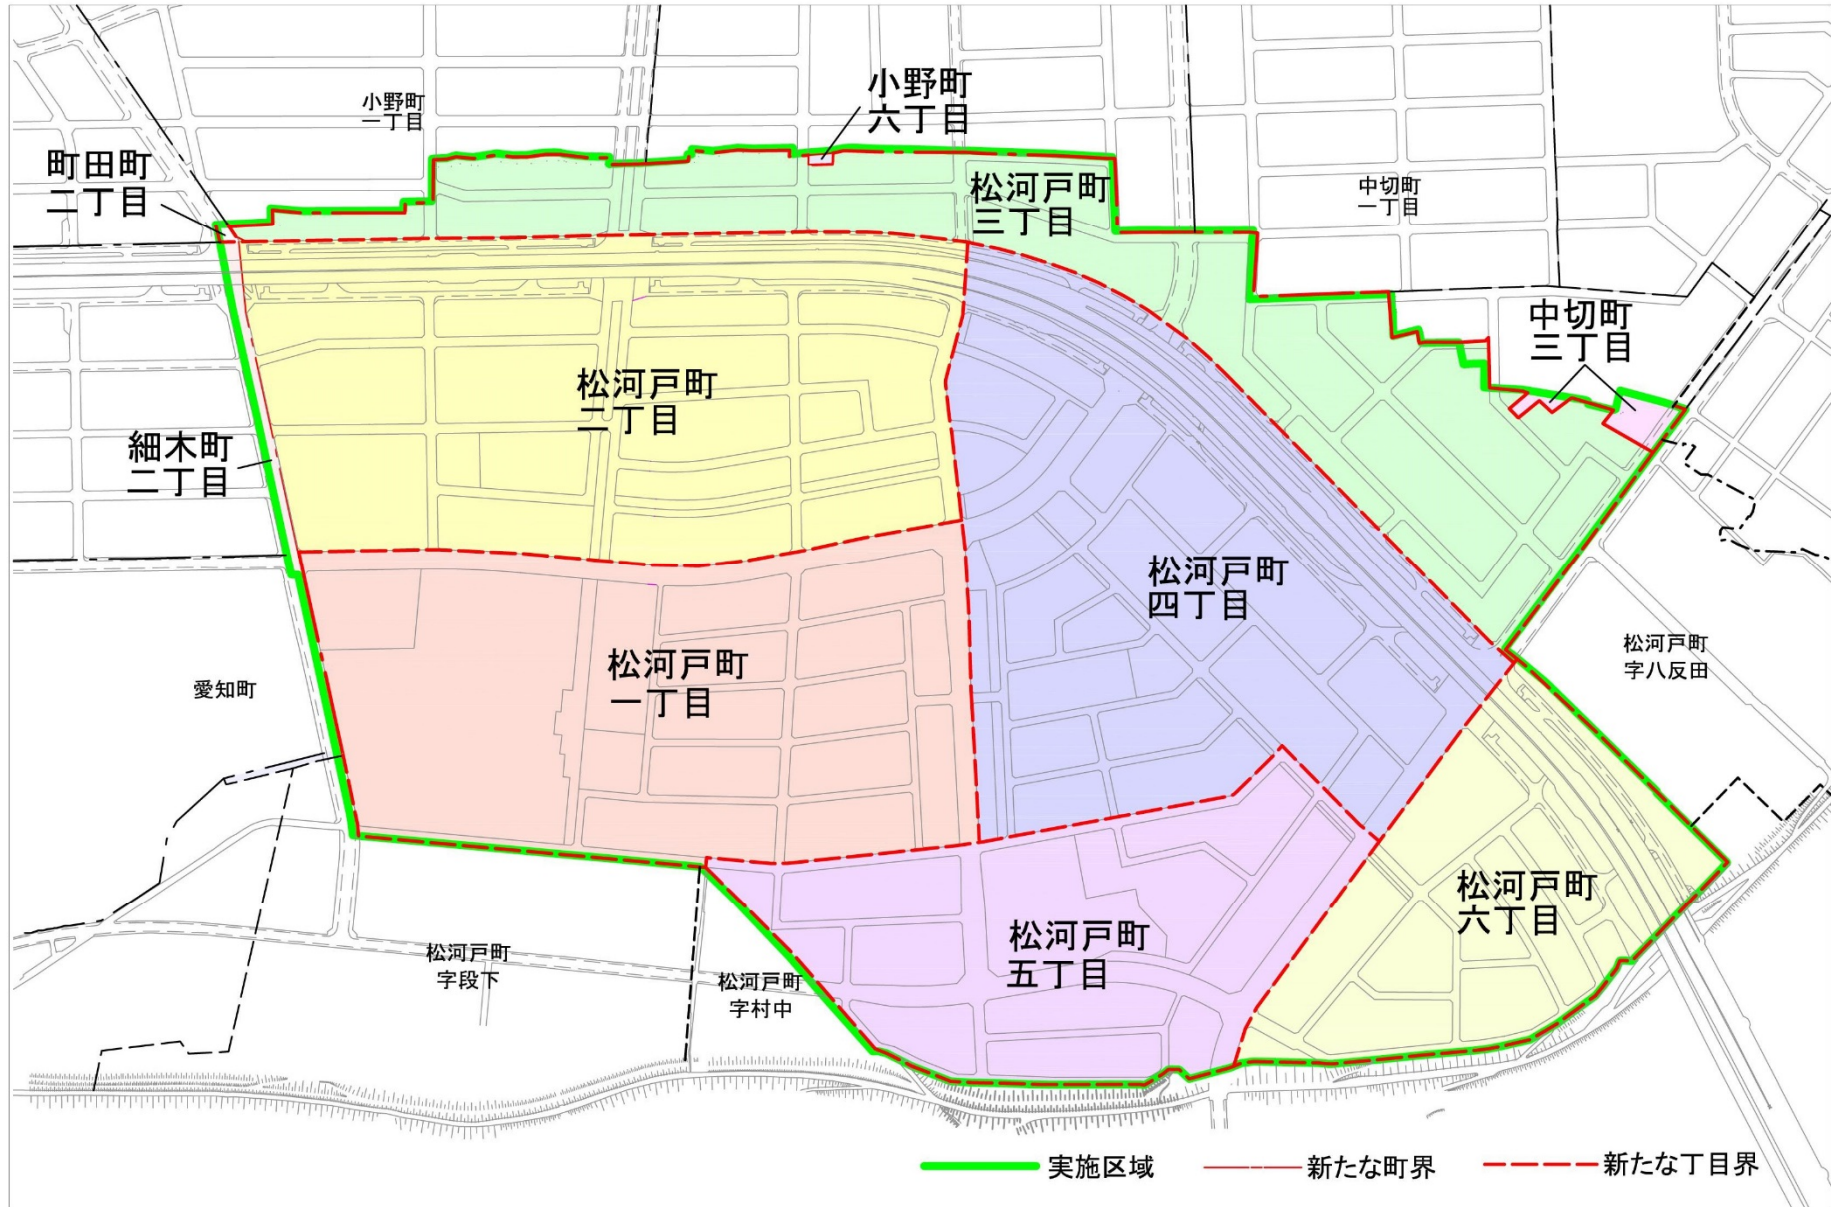 小野町
六丁目
小野町
一丁目
町田町
二丁目
松河戸町
三丁目
中切町
一丁目
中切町
三丁目
松河戸町
二丁目
細木町
二丁目
松河戸町
四丁目
松河戸町
字八反田
松河戸町
一丁目
愛知町
松河戸町
六丁目
松河戸町
五丁目
松河戸町
字段下
松河戸町
字村中
実施区域
新たな町界
新たな丁目界